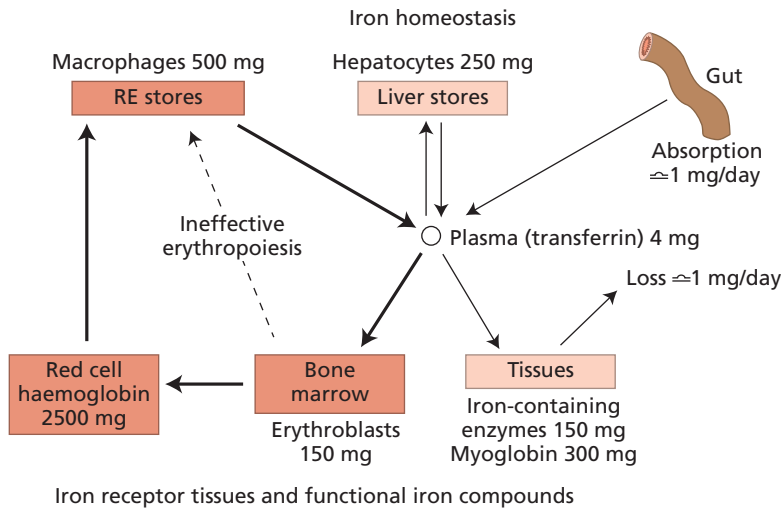 Iron homeostasis
Macrophages 500 mg
RE stores
Hepatocytes 250 mg
Liver stores
Gut
Absorption
≏1 mg/day
Ineffective
erythropoiesis
Plasma (transferrin) 4 mg
Loss ≏1 mg/day
Red cell
haemoglobin
2500 mg
Bone
marrow
Erythroblasts
150 mg
Tissues
Iron-containing
enzymes 150 mg
Myoglobin 300 mg
Iron receptor tissues and functional iron compounds